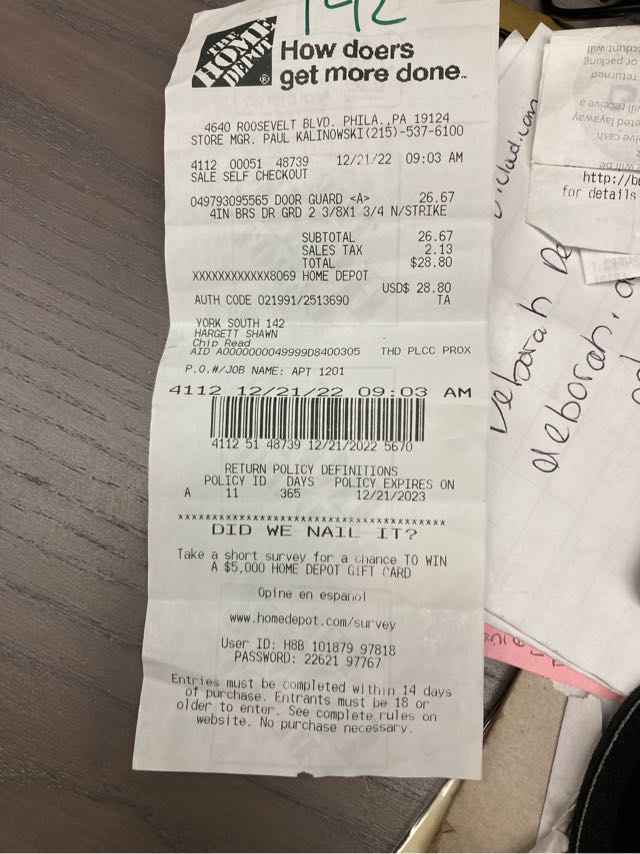 142
THE
HOME
DEPOT
®
How doers
get more done™
4640 ROOSEVELT BLVD. PHILA.,PA 19124
STORE MGR. PAUL KALINOWSKI(215)-537-6100
4112 00051 48739 12/21/22 09:03 AM
SALE SELF CHECKOUT
049793095565 DOOR GUARD <A> 26.67
4IN BRS DR GRD 2 3/8X1 3/4 N/STRIKE
SUBTOTAL 26.67
SALES TAX 2.13
TOTAL $28.80
XXXXXXXXXXXX8069 HOME DEPOT
USD$ 28.80
AUTH CODE 021991/2513690 TA
YORK SOUTH 142
HARGETT SHAWN
Chip Read
AID A0000000049999D8400305 THD PLCC PROX
P.O.#/JOB NAME: APT 1201
4112 12/21/22 09:03 AM
4112 51 48739 12/21/2022 5670
RETURN POLICY DEFINITIONS
POLICY ID DAYS POLICY EXPIRES ON
A 11 365 12/21/2023
******************************************
DID WE NAIL IT?
Take a short survey for a chance TO WIN
A $5,000 HOME DEPOT GIFT CARD
Opine en español
www.homedepot.com/survey
User ID: H8B 101879 97818
PASSWORD: 22621 97767
Entries must be completed within 14 days
of purchase. Entrants must be 18 or
older to enter. See complete rules on
website. No purchase necessary.
http://b
for details
Deborah
deborah.